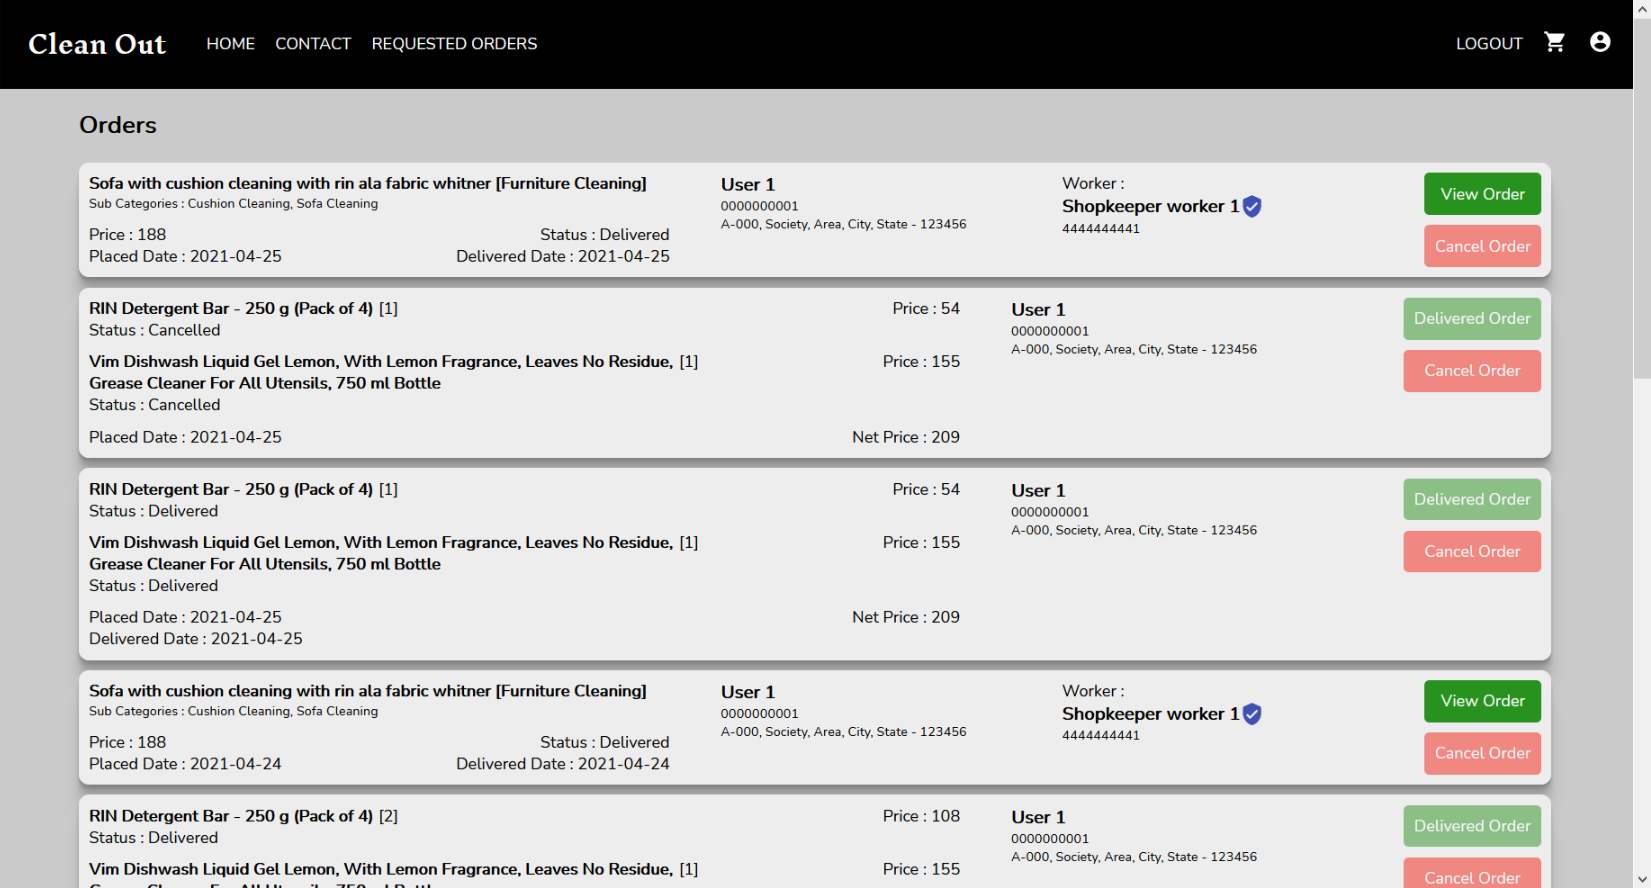 Clean Out HOME CONTACT REQUESTED ORDERS LOGOUT
Orders
Sofa with cushion cleaning with rin ala fabric whitner [Furniture Cleaning]
Sub Categories : Cushion Cleaning, Sofa Cleaning
Price : 188 Status : Delivered
Placed Date : 2021-04-25 Delivered Date : 2021-04-25
User 1
0000000001
A-000, Society, Area, City, State - 123456
Worker :
Shopkeeper worker 1
4444444441
View Order
Cancel Order
RIN Detergent Bar - 250 g (Pack of 4) [1] Price : 54
Status : Cancelled
Vim Dishwash Liquid Gel Lemon, With Lemon Fragrance, Leaves No Residue, [1] Price : 155
Grease Cleaner For All Utensils, 750 ml Bottle
Status : Cancelled
Placed Date : 2021-04-25 Net Price : 209
User 1
0000000001
A-000, Society, Area, City, State - 123456
Delivered Order
Cancel Order
RIN Detergent Bar - 250 g (Pack of 4) [1] Price : 54
Status : Delivered
Vim Dishwash Liquid Gel Lemon, With Lemon Fragrance, Leaves No Residue, [1] Price : 155
Grease Cleaner For All Utensils, 750 ml Bottle
Status : Delivered
Placed Date : 2021-04-25 Net Price : 209
Delivered Date : 2021-04-25
User 1
0000000001
A-000, Society, Area, City, State - 123456
Delivered Order
Cancel Order
Sofa with cushion cleaning with rin ala fabric whitner [Furniture Cleaning]
Sub Categories : Cushion Cleaning, Sofa Cleaning
Price : 188 Status : Delivered
Placed Date : 2021-04-24 Delivered Date : 2021-04-24
User 1
0000000001
A-000, Society, Area, City, State - 123456
Worker :
Shopkeeper worker 1
4444444441
View Order
Cancel Order
RIN Detergent Bar - 250 g (Pack of 4) [2] Price : 108
Status : Delivered
Vim Dishwash Liquid Gel Lemon, With Lemon Fragrance, Leaves No Residue, [1] Price : 155
User 1
0000000001
A-000, Society, Area, City, State - 123456
Delivered Order
Cancel Order